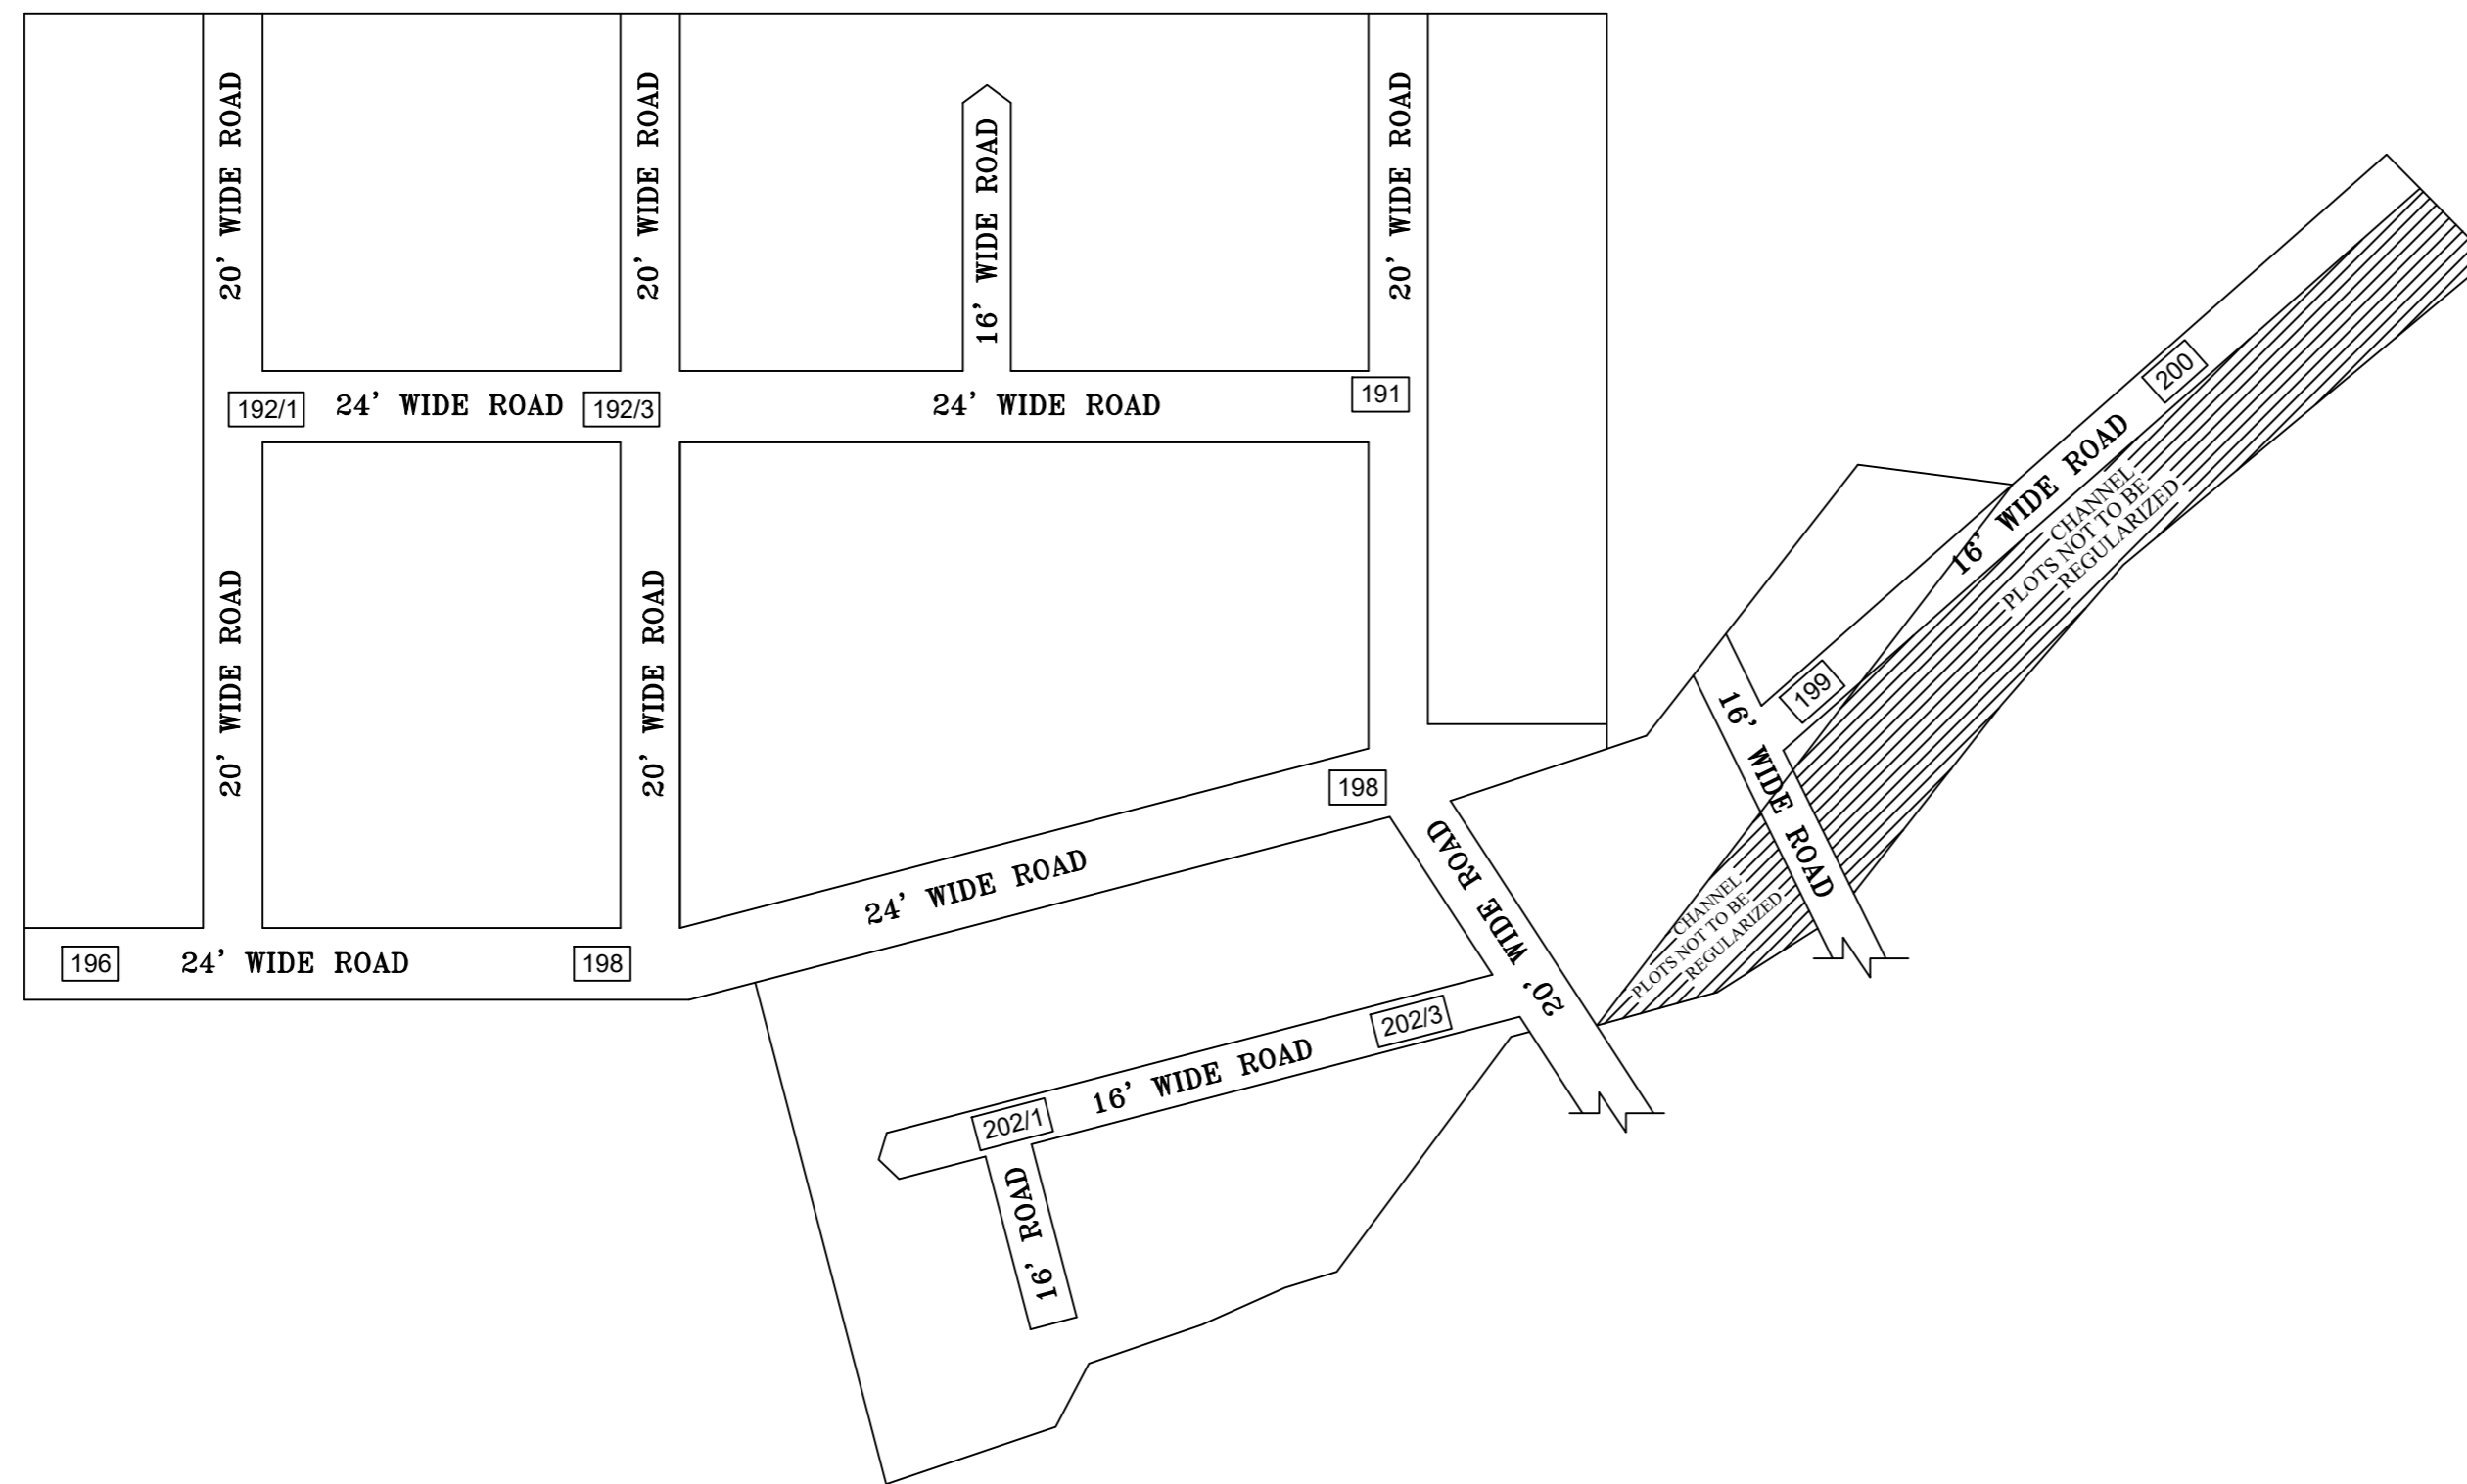 20' WIDE ROAD
20' WIDE ROAD
16' WIDE ROAD
20' WIDE ROAD
192/1
24' WIDE ROAD
192/3
24' WIDE ROAD
191
200
16' WIDE ROAD
CHANNEL
PLOTS NOT TO BE
REGULARIZED
20' WIDE ROAD
20' WIDE ROAD
199
16' WIDE ROAD
198
24' WIDE ROAD
20' WIDE ROAD
CHANNEL
PLOTS NOT TO BE
REGULARIZED
196
24' WIDE ROAD
198
202/3
16' WIDE ROAD
202/1
16' ROAD